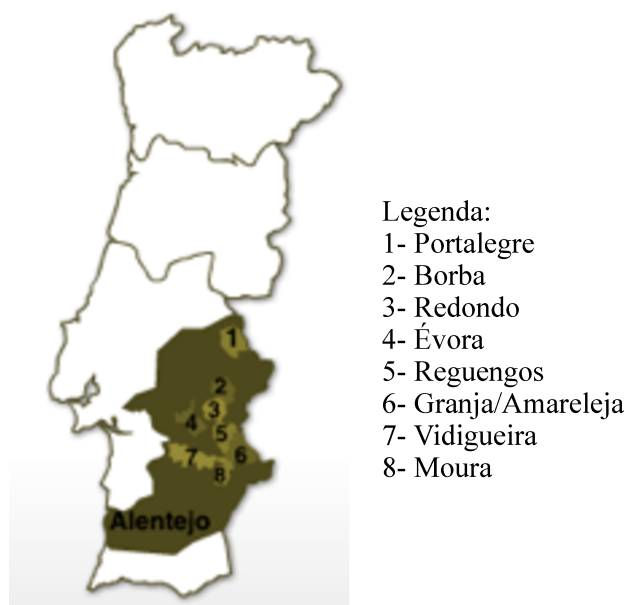 1
2
3
4
5
6
7
8
Alentejo
Legenda:
1- Portalegre
2- Borba
3- Redondo
4- Évora
5- Reguengos
6- Granja/Amareleja
7- Vidigueira
8- Moura